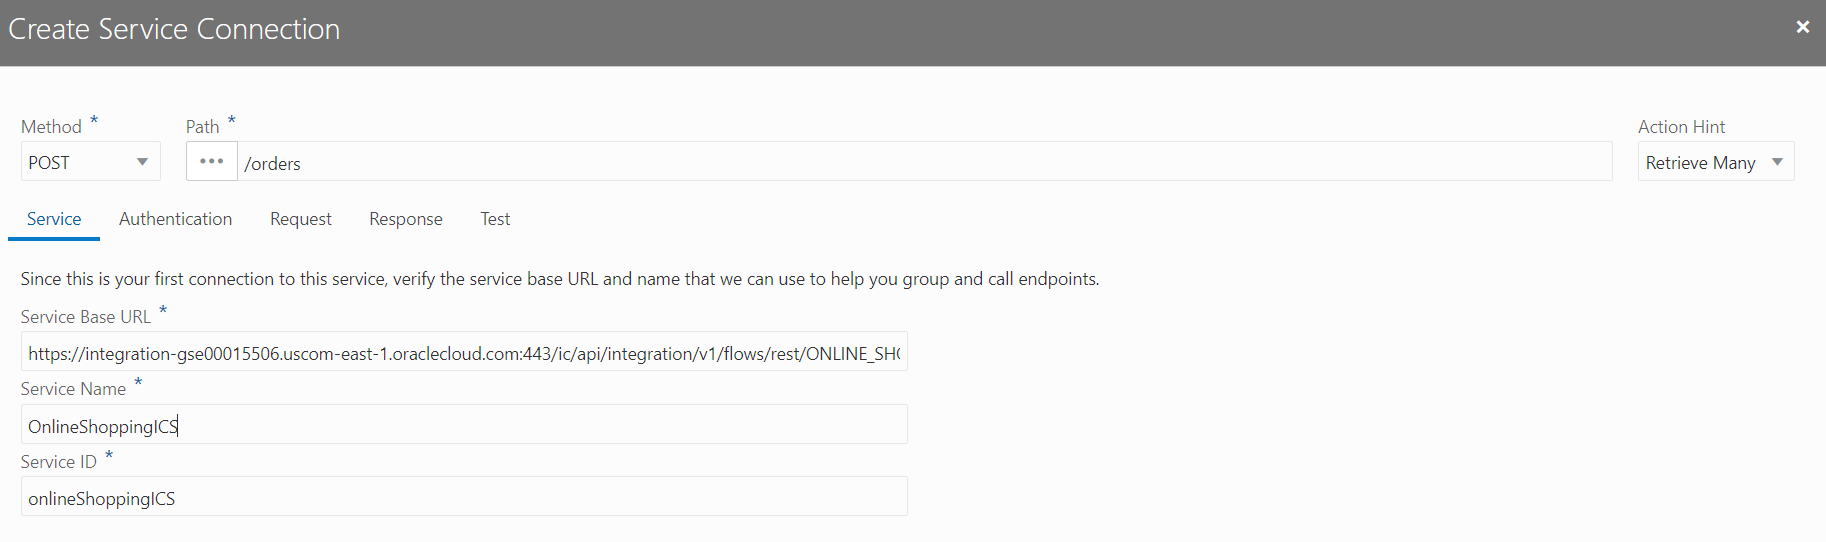 Create Service Connection
Method * Path * Action Hint
POST ••• /orders Retrieve Many
Service Authentication Request Response Test
Since this is your first connection to this service, verify the service base URL and name that we can use to help you group and call endpoints.
Service Base URL *
https://integration-gse00015506.uscom-east-1.oraclecloud.com:443/ic/api/integration/v1/flows/rest/ONLINE_SH
Service Name *
OnlineShoppingICS
Service ID *
onlineShoppingICS